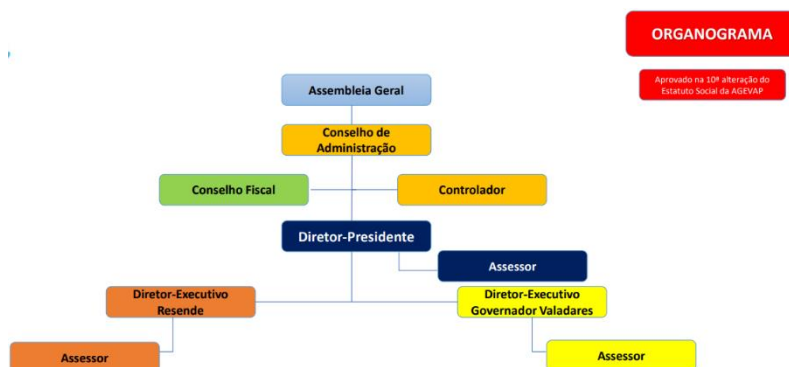 ORGANOGRAMA
Aprovado na 10ª alteração do
Estatuto Social da AGEVAP
Assembleia Geral
Conselho de
Administração
Conselho Fiscal
Controlador
Diretor-Presidente
Assessor
Diretor-Executivo
Resende
Diretor-Executivo
Governador Valadares
Assessor
Assessor